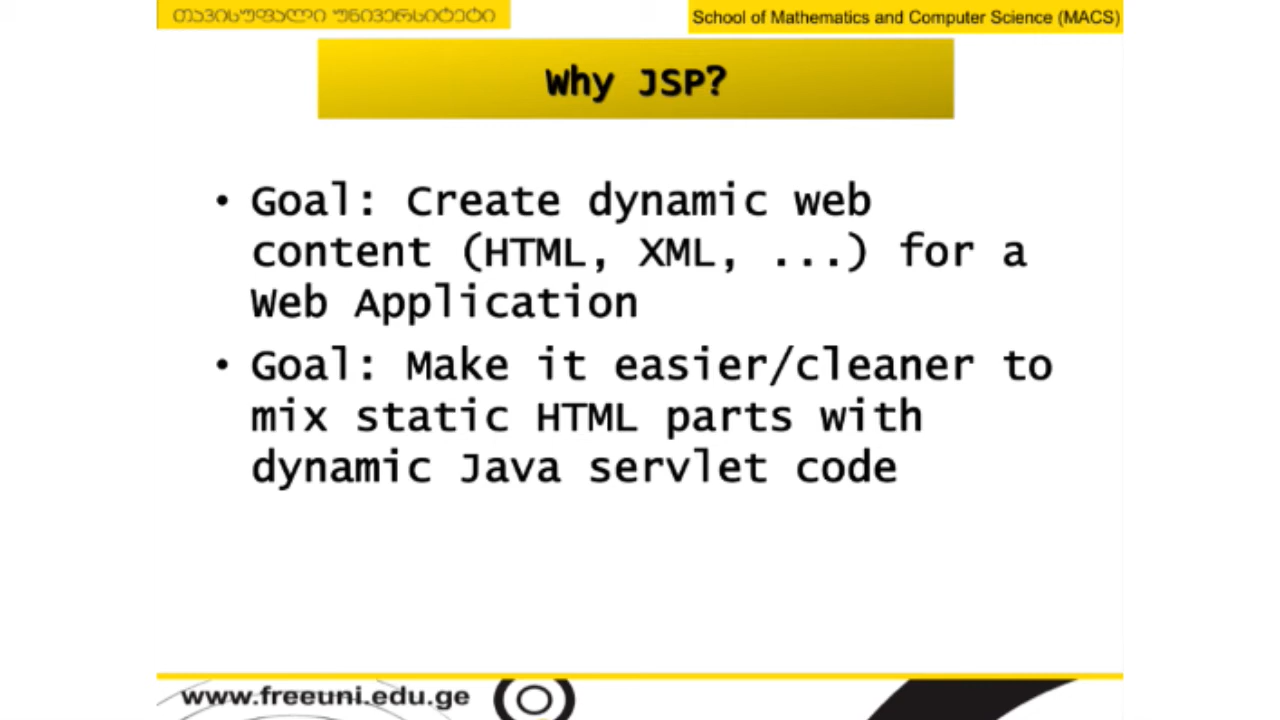 თავისუფალი უნივერსიტეტი
School of Mathematics and Computer Science (MACS)
Why JSP?
• Goal: Create dynamic web
content (HTML, XML, ...) for a
Web Application
• Goal: Make it easier/cleaner to
mix static HTML parts with
dynamic Java servlet code
www.freeuni.edu.ge